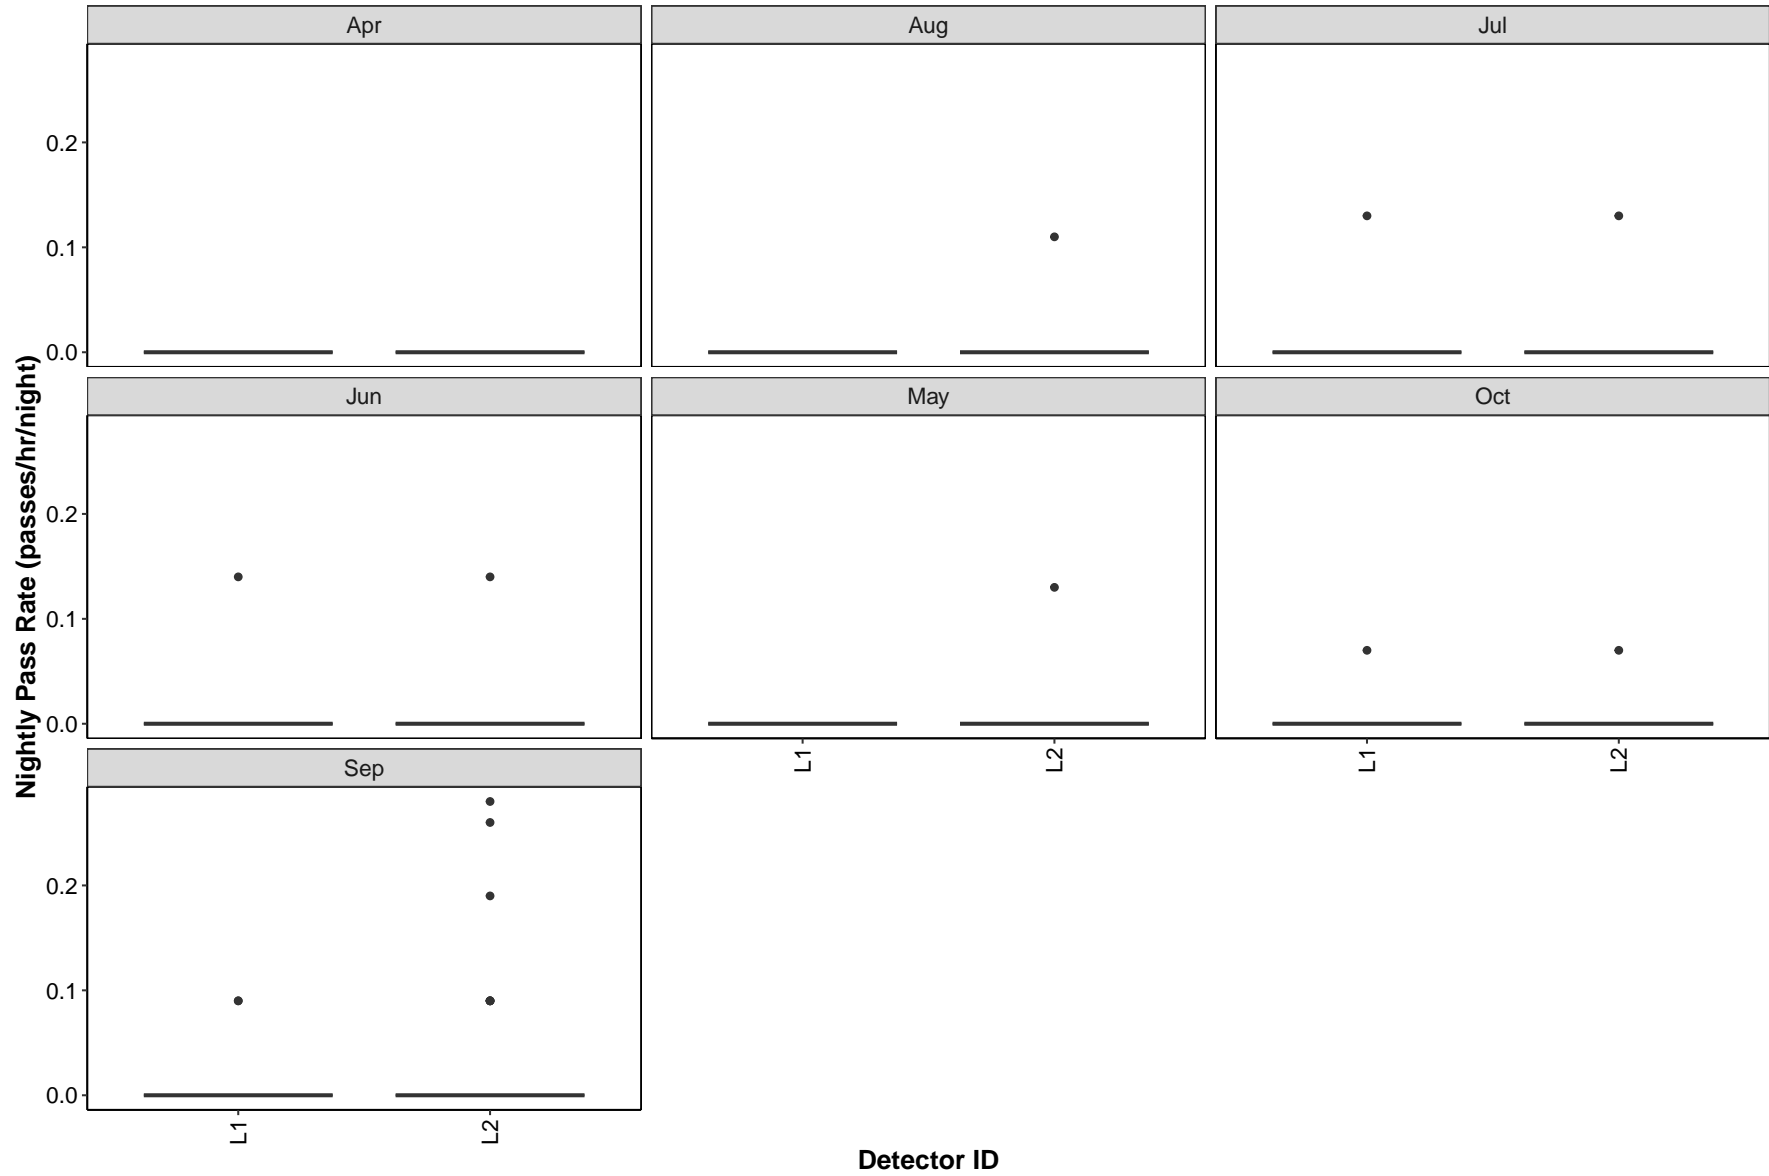 Apr
Aug
Jul
0.2
0.1
0.0
Jun
May
Oct
0.2
0.1
0.0
L1
L2
L1
L2
Sep
0.2
0.1
0.0
L1
L2
Nightly Pass Rate (passes/hr/night)
Detector ID